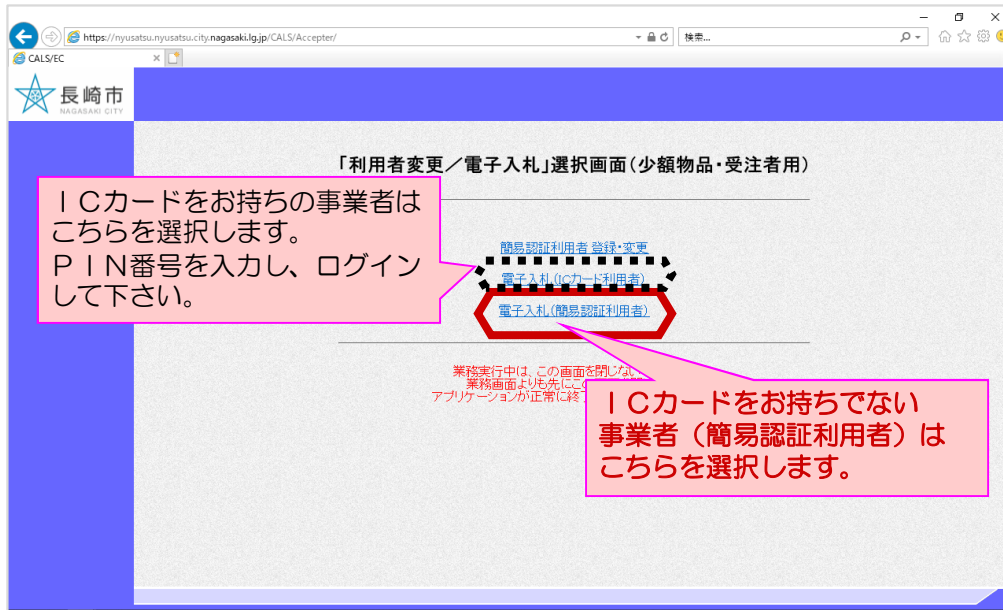 https://nyusatsu.nyusatsu.city.nagasaki.lg.jp/CALS/Accepter/
検索...
CALS/EC
長崎市
NAGASAKI CITY
「利用者変更／電子入札」選択画面（少額物品・受注者用）
ＩＣカードをお持ちの事業者は
こちらを選択します。
ＰＩＮ番号を入力し、ログイン
して下さい。
簡易認証利用者 登録・変更
電子入札(ICカード利用者)
電子入札(簡易認証利用者)
業務実行中は、この画面を閉じな
業務画面よりも先にこ
アプリケーションが正常に終
ＩＣカードをお持ちでない
事業者（簡易認証利用者）は
こちらを選択します。